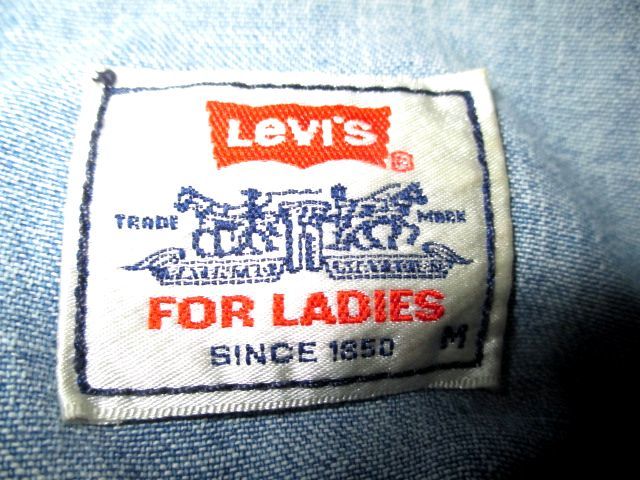 Levi's ®
TRADE MARK
FOR LADIES
SINCE 1850 M